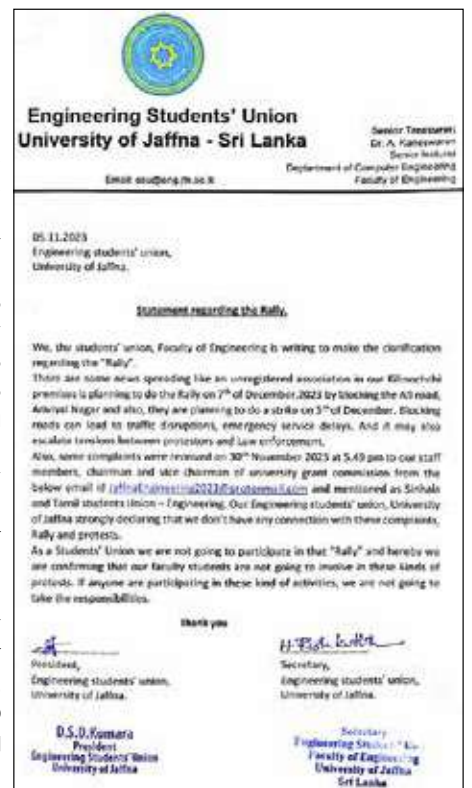 Engineering Students' Union
University of Jaffna - Sri Lanka
Senior Treasurer
Dr. A. Kaneswaran
Senior lecturer
Department of Computer Engineering
Faculty of Engineering
Email: esu@eng.jfn.ac.lk
05.11.2023
Engineering students' union,
University of Jaffna.
Statement regarding the Rally.
We, the students' union, Faculty of Engineering is writing to make the clarification
regarding the "Rally".
There are some news spreading like an unregistered association in our Kilinochchi
premises is planning to do the Rally on 7th of December 2023 by blocking the A9 road,
Ariviyal Nagar and also, they are planning to do a strike on 5th of December. Blocking
roads can lead to traffic disruptions, emergency service delays. And it may also
escalate tensions between protestors and Law enforcement.
Also, some complaints were received on 30th November 2023 at 5.49 pm to our staff
members, chairman and vice chairman of university grant commission from the
below email id jaffnaEngineering2023@protonmail.com and mentioned as Sinhala
and Tamil students Union – Engineering. Our Engineering students' union, University
of Jaffna strongly declaring that we don't have any connection with these complaints,
Rally and protests.
As a Students' Union we are not going to participate in that "Rally" and hereby we
are confirming that our faculty students are not going to involve in these kinds of
protests. If anyone are participating in these kind of activities, we are not going to
take the responsibilities.
thank you
President,
Engineering students' union,
University of Jaffna.
Secretary,
Engineering students' union,
University of Jaffna.
D.S.D.Kumara
President
Engineering Students' Union
University of Jaffna
Secretary
Engineering Student
Faculty of Engineering
University of Jaffna
Sri Lanka